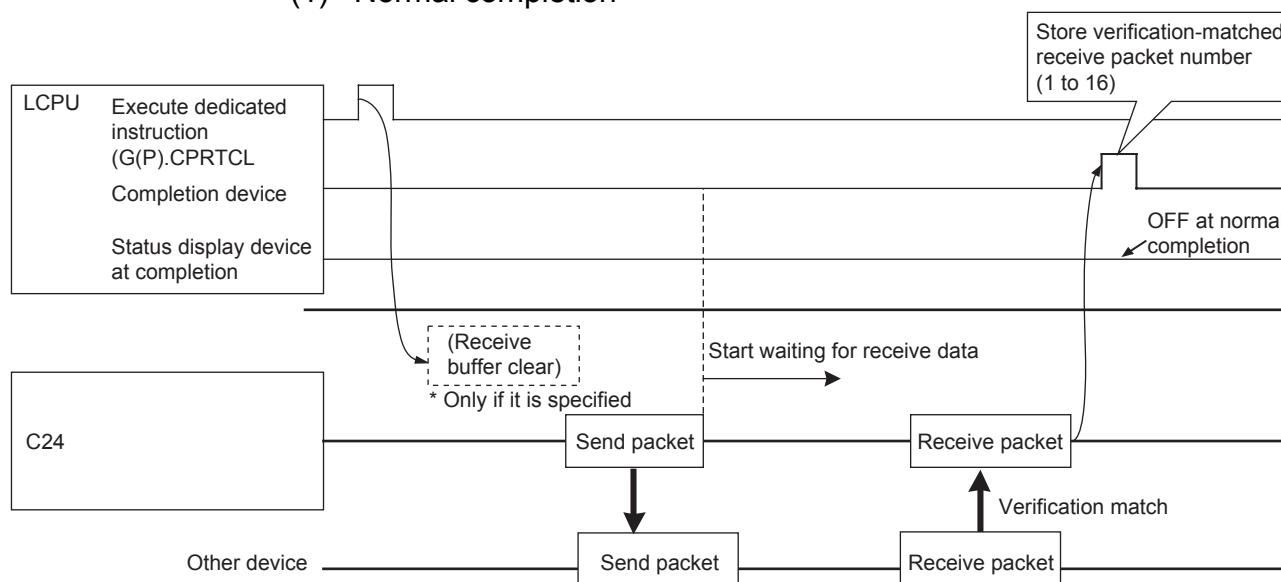 (1) Normal completion
Store verification-matched
receive packet number
(1 to 16)
LCPU
Execute dedicated
instruction
(G(P).CPRTCL
Completion device
Status display device
at completion
OFF at norma
completion
(Receive
buffer clear)
* Only if it is specified
Start waiting for receive data
C24
Send packet
Receive packet
Verification match
Other device
Send packet
Receive packet